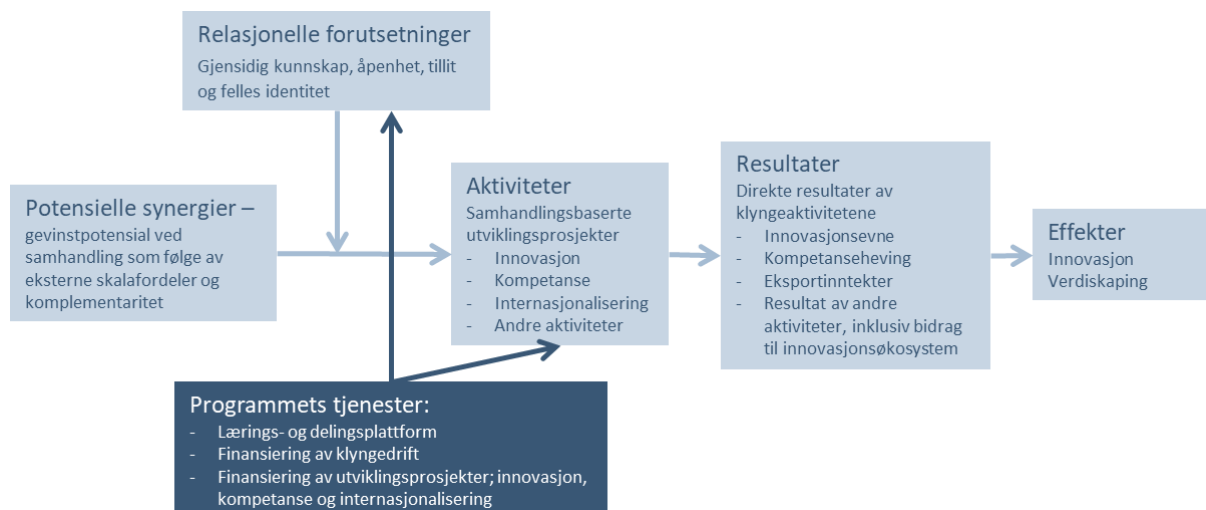 Relasjonelle forutsetninger
Gjensidig kunnskap, åpenhet, tillit
og felles identitet
Potensielle synergier –
gevinstpotensial ved
samhandling som følge av
eksterne skalafordeler og
komplementaritet
Aktiviteter
Samhandlingsbaserte
utviklingsprosjekter
- Innovasjon
- Kompetanse
- Internasjonalisering
- Andre aktiviteter
Resultater
Direkte resultater av
klyngeaktivitetene
- Innovasjonsevne
- Kompetanseheving
- Eksportinntekter
- Resultat av andre
aktiviteter, inklusiv bidrag
til innovasjonsøkosystem
Effekter
Innovasjon
Verdiskaping
Programmets tjenester:
- Lærings- og delingsplattform
- Finansiering av klyngedrift
- Finansiering av utviklingsprosjekter; innovasjon,
kompetanse og internasjonalisering